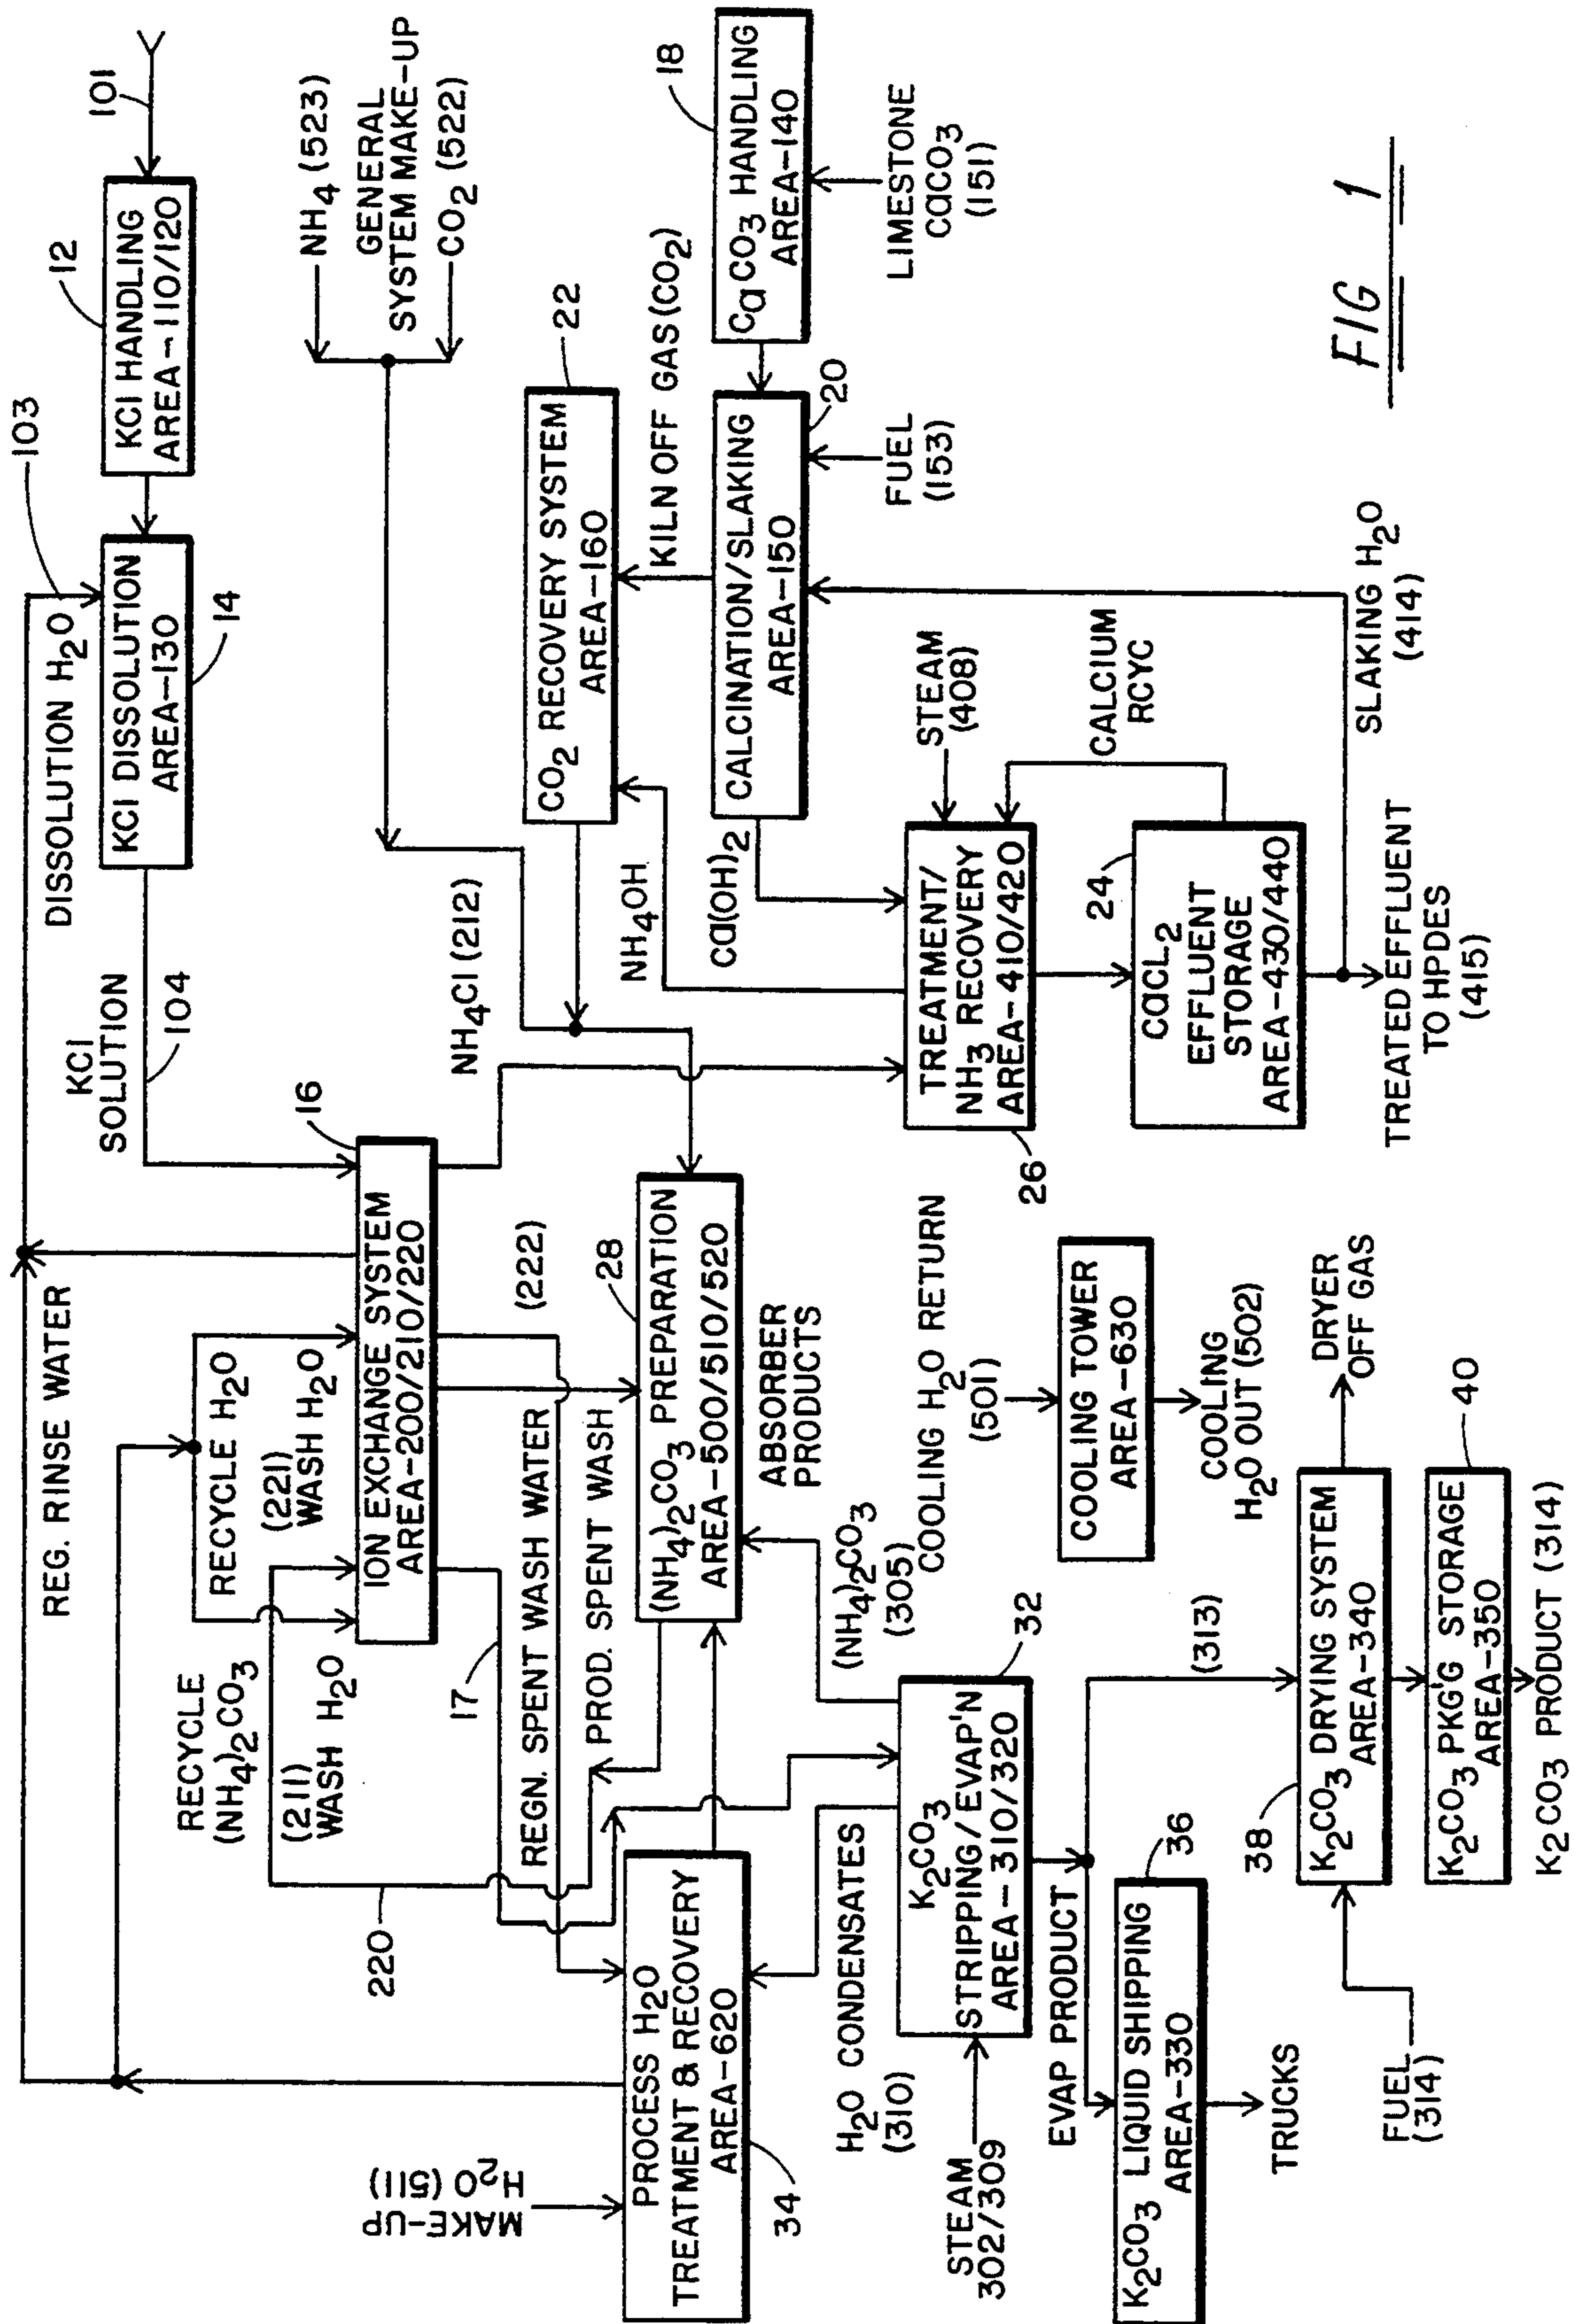 101
12
KCl HANDLING
AREA-110/120
103
DISSOLUTION H2O
KCl DISSOLUTION
AREA-130
14
KCl
SOLUTION
104
NH4 (523)
GENERAL
SYSTEM MAKE-UP
CO2 (522)
REG. RINSE WATER
RECYCLE H2O
(221)
WASH H2O
RECYCLE
(NH4)2CO3
(211)
WASH H2O
16
ION EXCHANGE SYSTEM
AREA-200/210/220
NH4Cl (212)
22
CO2 RECOVERY SYSTEM
AREA-160
KILN OFF GAS(CO2)
18
CaCO3 HANDLING
AREA-140
LIMESTONE
CaCO3
(151)
20
CALCINATION/SLAKING
AREA-150
FUEL
(153)
NH4OH
Ca(OH)2
STEAM
(408)
TREATMENT/
NH3 RECOVERY
AREA-410/420
26
CALCIUM
RCYC
24
CaCL2
EFFLUENT
STORAGE
AREA-430/440
SLAKING H2O
(414)
TREATED EFFLUENT
TO HPDES
(415)
17
220
REGN. SPENT WASH WATER
(222)
PROD. SPENT WASH
28
(NH4)2CO3 PREPARATION
AREA-500/510/520
ABSORBER
PRODUCTS
MAKE-UP
H2O (511)
PROCESS H2O
TREATMENT & RECOVERY
AREA-620
34
H2O CONDENSATES
(310)
(NH4)2CO3
(305)
32
K2CO3
STRIPPING/EVAP'N
AREA-310/320
STEAM
302/309
COOLING H2O RETURN
(501)
COOLING TOWER
AREA-630
COOLING
H2O OUT (502)
EVAP PRODUCT
(313)
36
K2CO3 LIQUID SHIPPING
AREA-330
TRUCKS
38
K2CO3 DRYING SYSTEM
AREA-340
DRYER
OFF GAS
FUEL
(314)
40
K2CO3 PKG'G STORAGE
AREA-350
K2CO3 PRODUCT (314)
FIG 1